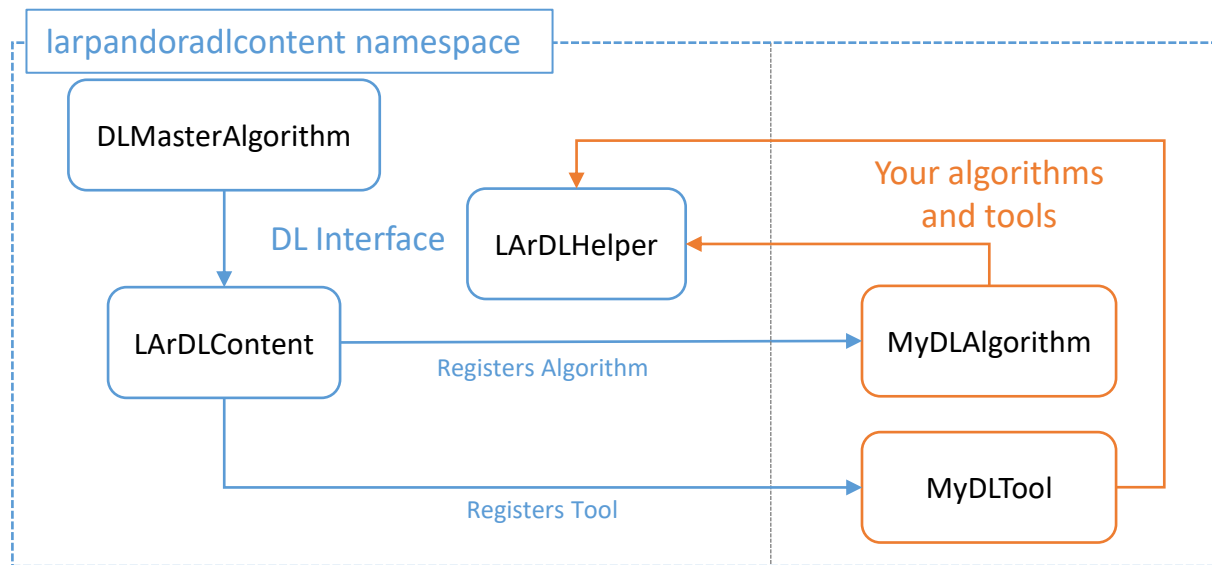 larpandoradlcontent namespace
DLMasterAlgorithm
DL Interface
LArDLHelper
Your algorithms
and tools
LArDLContent
Registers Algorithm
MyDLAlgorithm
Registers Tool
MyDLTool